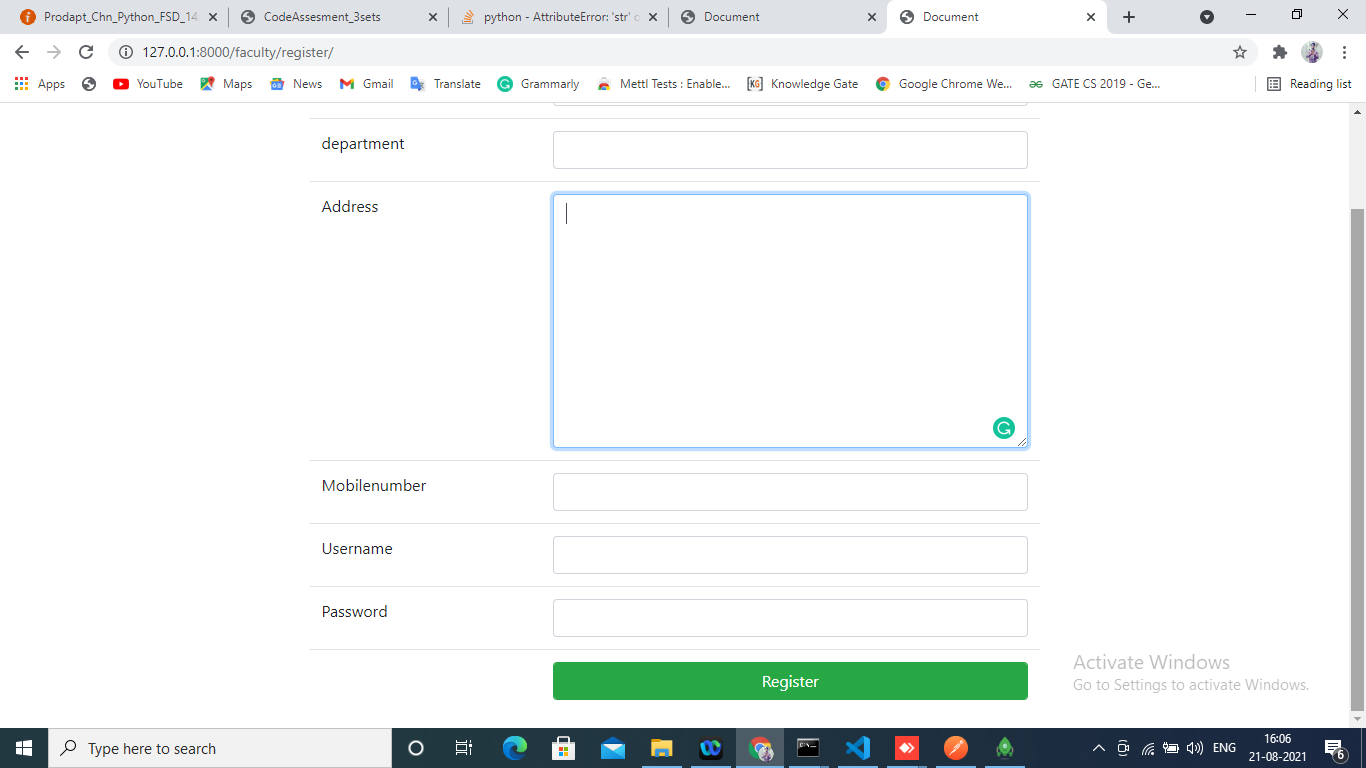 Prodapt_Chn_Python_FSD_14
CodeAssesment_3sets
python - AttributeError: 'str' o
Document
Document
127.0.0.1:8000/faculty/register/
Apps
YouTube
Maps
News
Gmail
Translate
Grammarly
Mettl Tests : Enable...
KG
Knowledge Gate
Google Chrome We...
GATE CS 2019 - Ge...
Reading list
department
Address
Mobilenumber
Username
Password
Register
Activate Windows
Go to Settings to activate Windows.
Type here to search
ENG
16:06
21-08-2021
6